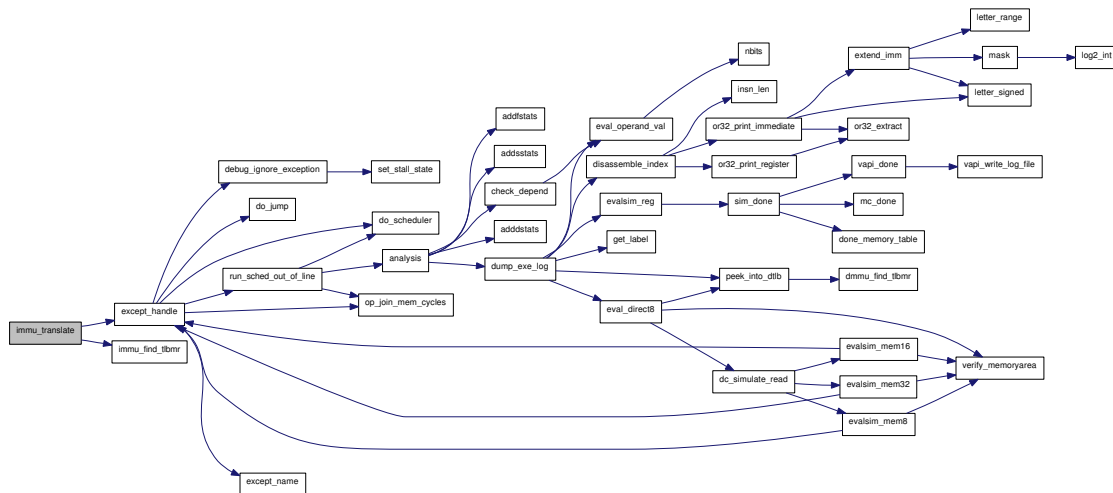 letter_range
nbits
extend_imm
mask
log2_int
insn_len
letter_signed
addfstats
eval_operand_val
or32_print_immediate
or32_extract
addsstats
disassemble_index
or32_print_register
vapi_done
vapi_write_log_file
debug_ignore_exception
set_stall_state
check_depend
evalsim_reg
sim_done
mc_done
do_jump
do_scheduler
adddstats
get_label
done_memory_table
analysis
dump_exe_log
run_sched_out_of_line
peek_into_dtlb
dmmu_find_tlbmr
op_join_mem_cycles
eval_direct8
except_handle
immu_translate
immu_find_tlbmr
evalsim_mem16
verify_memoryarea
dc_simulate_read
evalsim_mem32
evalsim_mem8
except_name